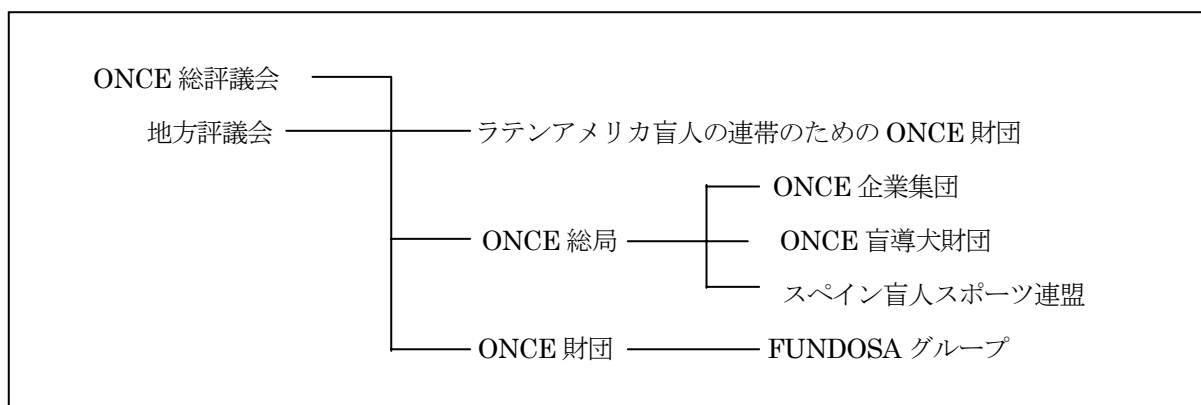 ONCE 総評議会
地方評議会
ラテンアメリカ盲人の連帯のための ONCE 財団
ONCE 企業集団
ONCE 総局
ONCE 盲導犬財団
スペイン盲人スポーツ連盟
ONCE 財団
FUNDOSA グループ